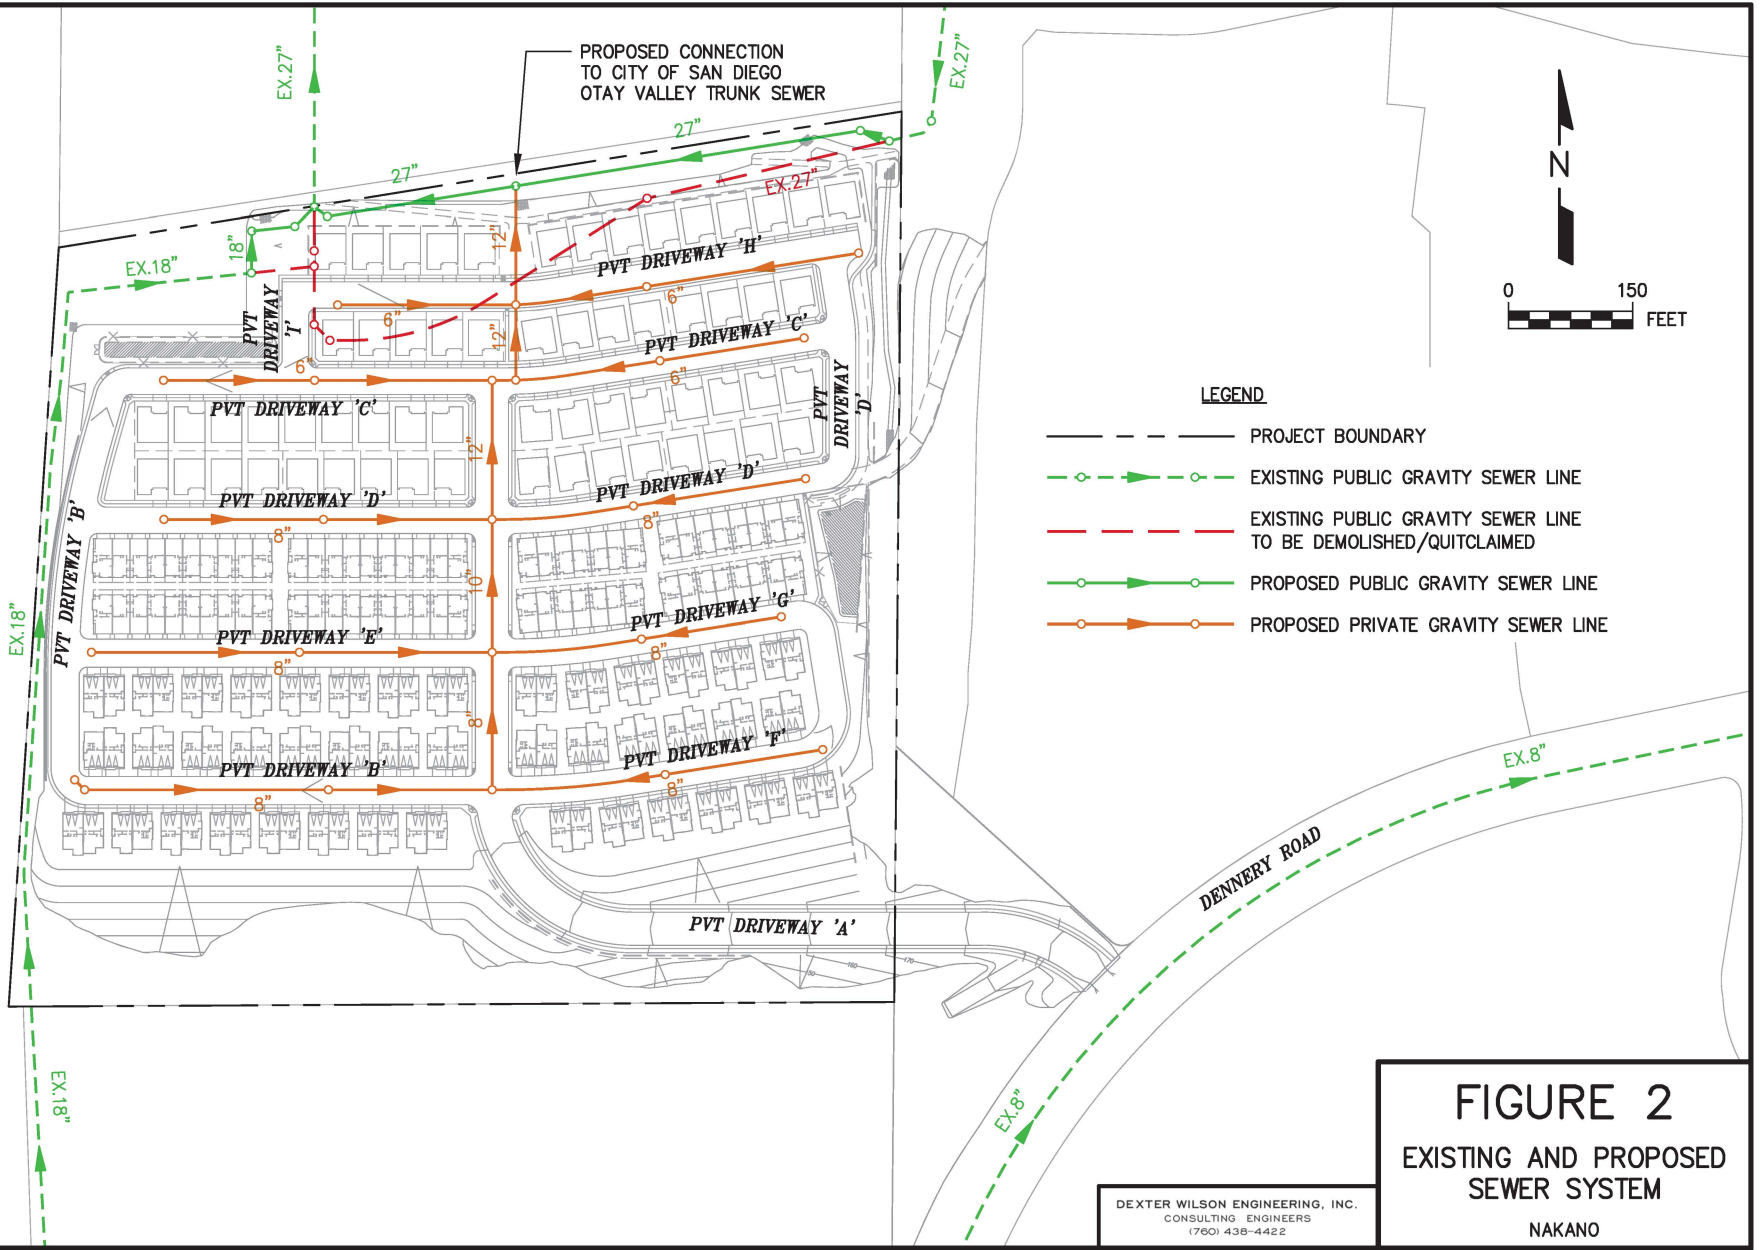 EX.27"
PROPOSED CONNECTION
TO CITY OF SAN DIEGO
OTAY VALLEY TRUNK SEWER
EX.27"
27"
27"
EX.27"
N
0 150
FEET
18"
EX.18"
12"
PVT DRIVEWAY 'H'
6"
PVT
DRIVEWAY
'I'
6"
12"
PVT DRIVEWAY 'C'
6"
6"
PVT DRIVEWAY 'C'
PVT
DRIVEWAY
'D'
12"
PVT DRIVEWAY 'D'
8"
PVT DRIVEWAY 'D'
8"
PVT DRIVEWAY 'B'
10"
PVT DRIVEWAY 'G'
8"
PVT DRIVEWAY 'E'
8"
EX.18"
8"
PVT DRIVEWAY 'F'
8"
PVT DRIVEWAY 'B'
8"
PVT DRIVEWAY 'A'
160
170
EX.18"
LEGEND
PROJECT BOUNDARY
EXISTING PUBLIC GRAVITY SEWER LINE
EXISTING PUBLIC GRAVITY SEWER LINE
TO BE DEMOLISHED/QUITCLAIMED
PROPOSED PUBLIC GRAVITY SEWER LINE
PROPOSED PRIVATE GRAVITY SEWER LINE
EX.8"
DENNERY ROAD
EX.8"
FIGURE 2
EXISTING AND PROPOSED
SEWER SYSTEM
NAKANO
DEXTER WILSON ENGINEERING, INC.
CONSULTING ENGINEERS
(760) 438-4422